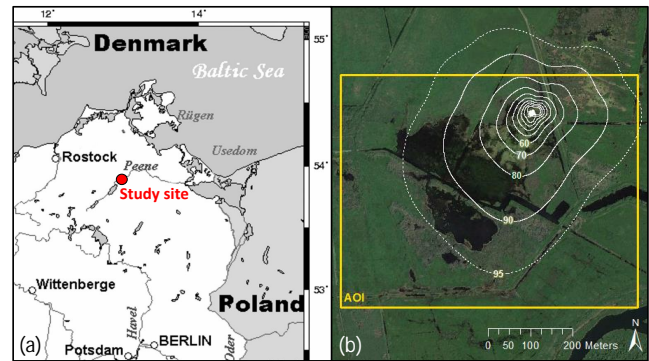 12°
14°
55°
Denmark
Baltic Sea
Rügen
Usedom
Rostock
Peene
54°
Study site
Wittenberge
Poland
53°
Havel
Oder
BERLIN
Potsdam
(a)
60
70
80
90
95
AOI
0 50 100 200 Meters
N
(b)